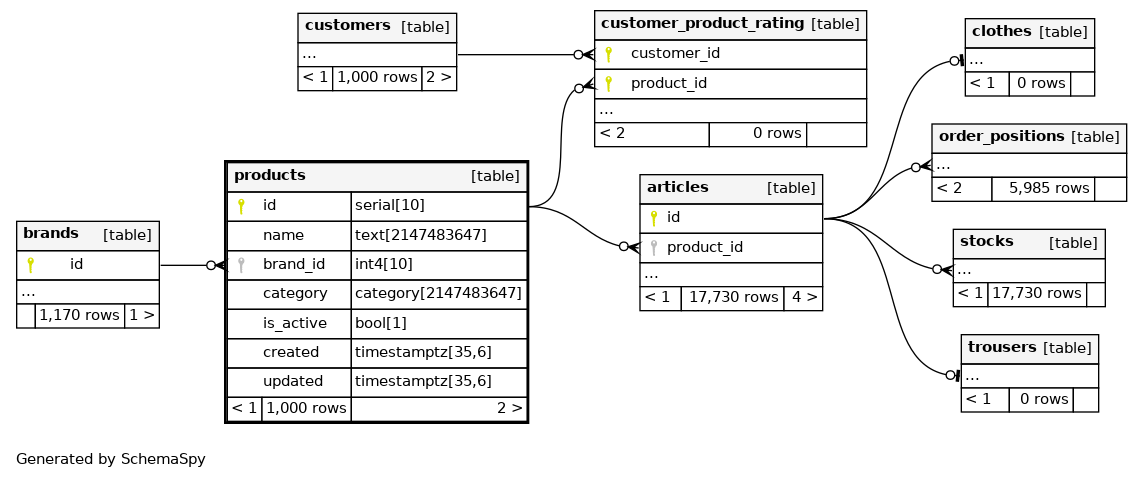 customers [table]
...
< 1 1,000 rows 2 >
customer_product_rating [table]
customer_id
product_id
...
< 2 0 rows
clothes [table]
...
< 1 0 rows
order_positions [table]
...
< 2 5,985 rows
products [table]
id serial[10]
name text[2147483647]
brand_id int4[10]
category category[2147483647]
is_active bool[1]
created timestamptz[35,6]
updated timestamptz[35,6]
< 1 1,000 rows 2 >
articles [table]
id
product_id
...
< 1 17,730 rows 4 >
brands [table]
id
...
1,170 rows 1 >
stocks [table]
...
< 1 17,730 rows
trousers [table]
...
< 1 0 rows
Generated by SchemaSpy